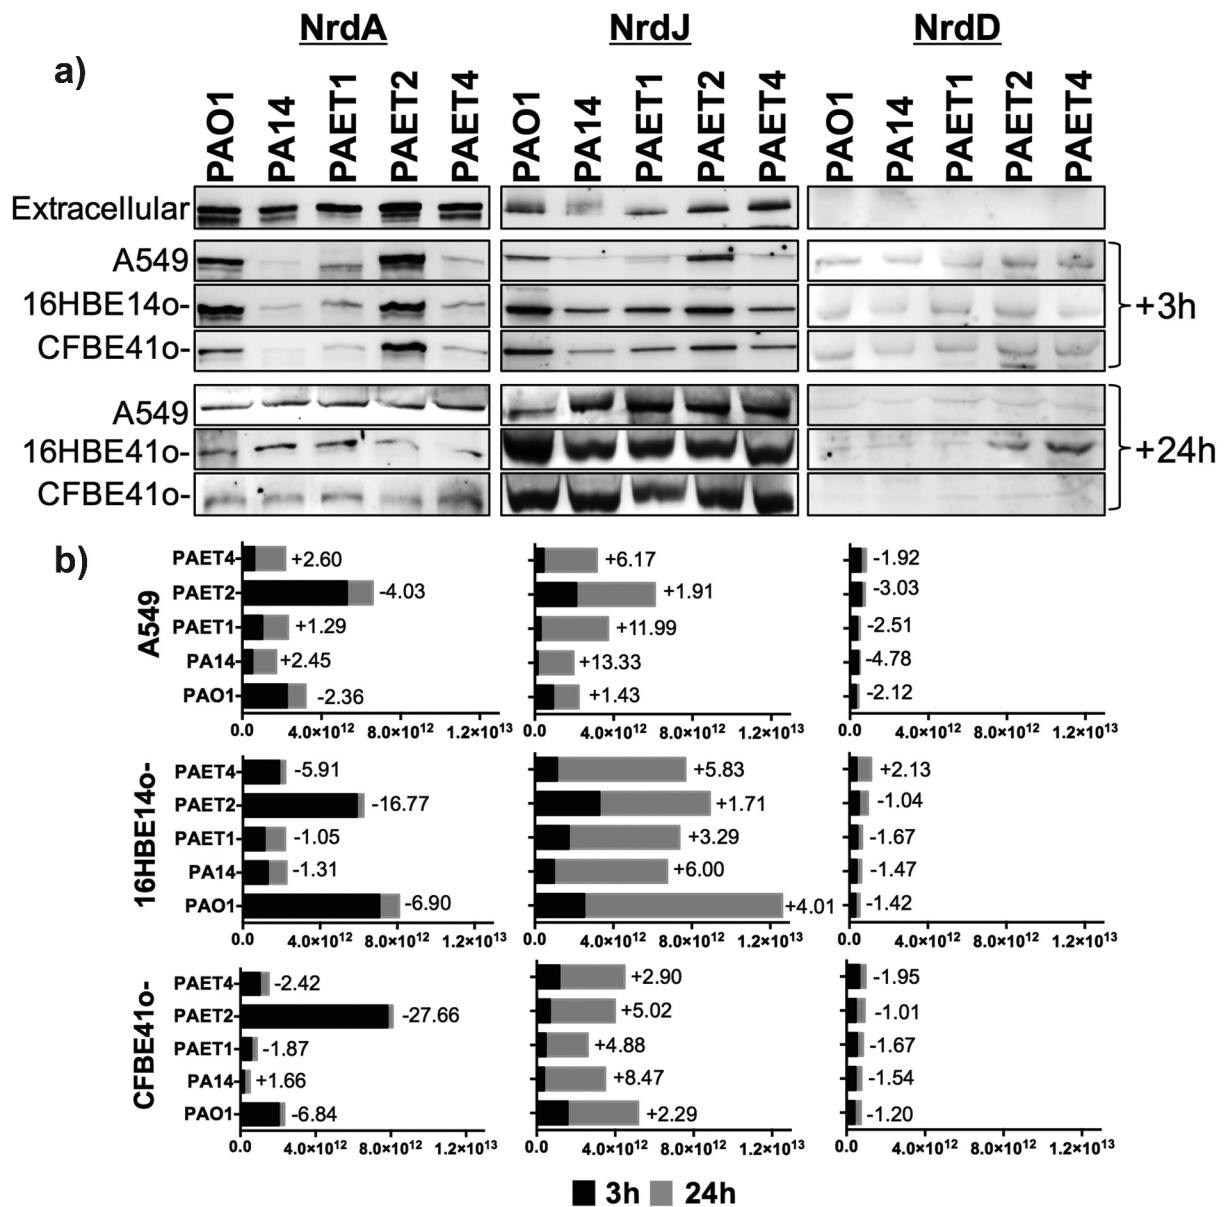 NrdA NrdJ NrdD
a)
PAO1 PA14 PAET1 PAET2 PAET4 PAO1 PA14 PAET1 PAET2 PAET4 PAO1 PA14 PAET1 PAET2 PAET4
Extracellular
A549
16HBE14o-
CFBE41o-
+3h
A549
16HBE41o-
CFBE41o-
+24h
b)
A549
PAET4 +2.60 +6.17 -1.92
PAET2 -4.03 +1.91 -3.03
PAET1 +1.29 +11.99 -2.51
PA14 +2.45 +13.33 -4.78
PAO1 -2.36 +1.43 -2.12
0.0 4.0×10¹² 8.0×10¹² 1.2×10¹³ 0.0 4.0×10¹² 8.0×10¹² 1.2×10¹³ 0.0 4.0×10¹² 8.0×10¹² 1.2×10¹³
16HBE14o-
PAET4 -5.91 +5.83 +2.13
PAET2 -16.77 +1.71 -1.04
PAET1 -1.05 +3.29 -1.67
PA14 -1.31 +6.00 -1.47
PAO1 -6.90 +4.01 -1.42
0.0 4.0×10¹² 8.0×10¹² 1.2×10¹³ 0.0 4.0×10¹² 8.0×10¹² 1.2×10¹³ 0.0 4.0×10¹² 8.0×10¹² 1.2×10¹³
CFBE41o-
PAET4 -2.42 +2.90 -1.95
PAET2 -27.66 +5.02 -1.01
PAET1 -1.87 +4.88 -1.67
PA14 +1.66 +8.47 -1.54
PAO1 -6.84 +2.29 -1.20
0.0 4.0×10¹² 8.0×10¹² 1.2×10¹³ 0.0 4.0×10¹² 8.0×10¹² 1.2×10¹³ 0.0 4.0×10¹² 8.0×10¹² 1.2×10¹³
3h 24h